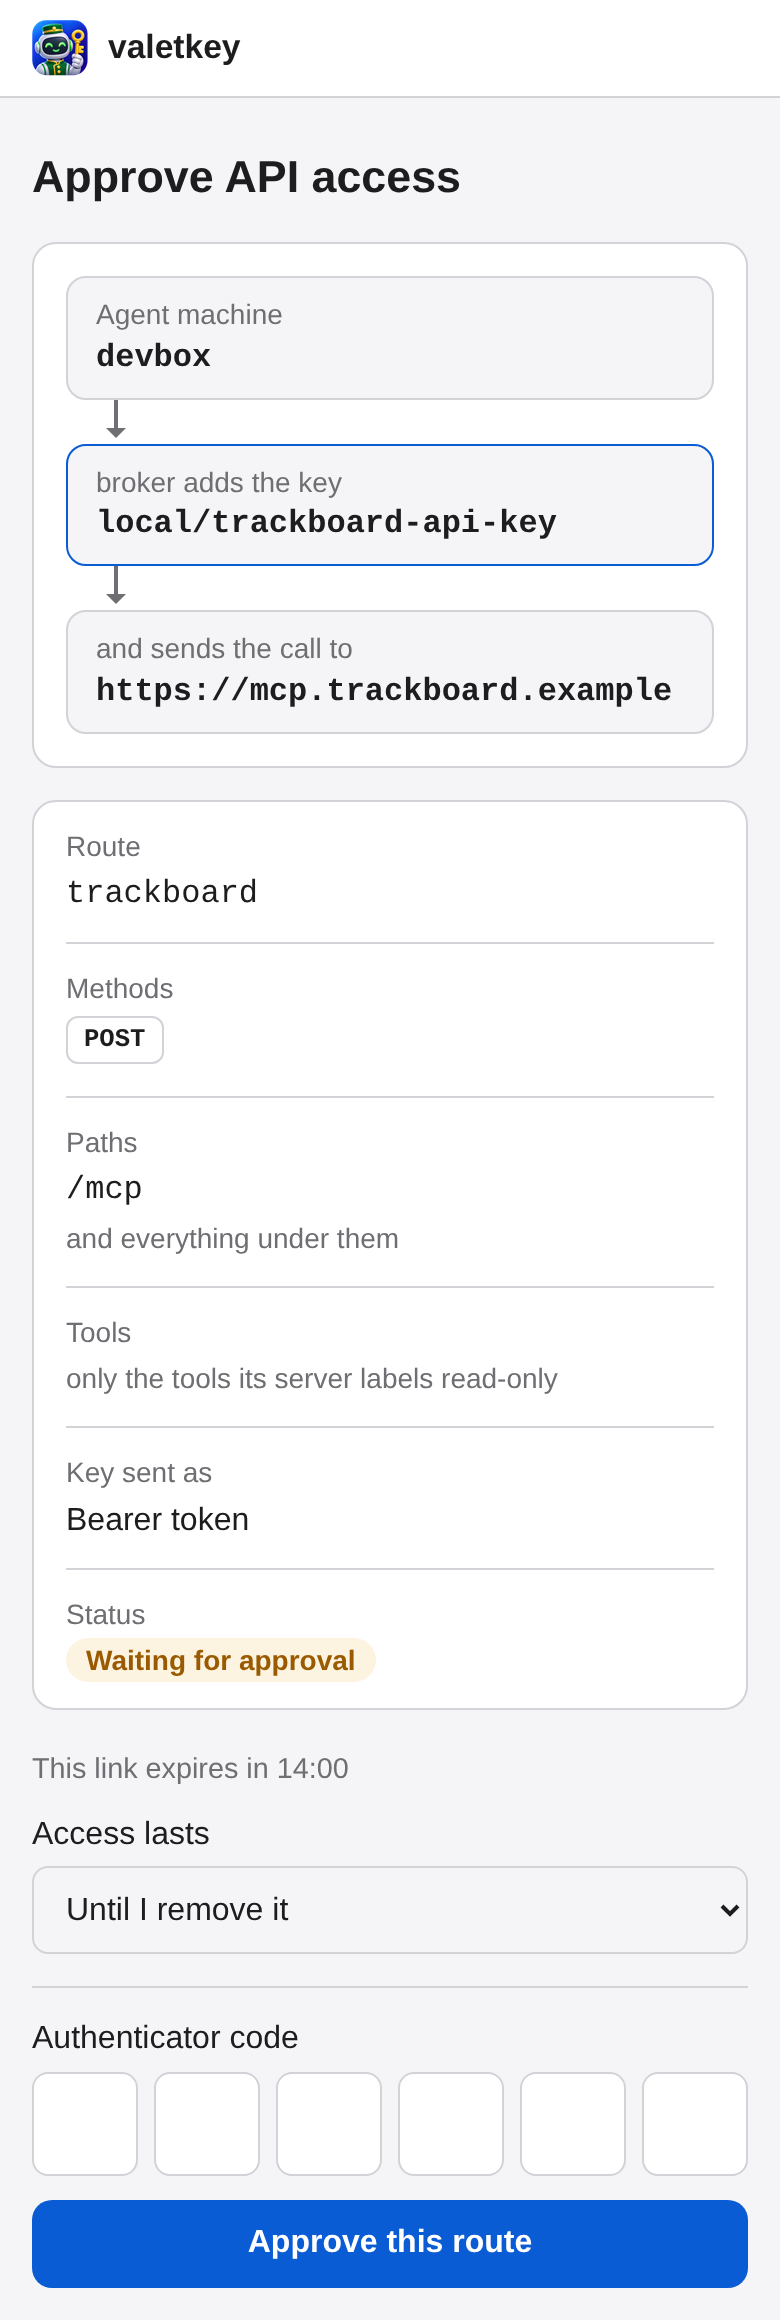 valetkey
Approve API access
Agent machine
devbox
broker adds the key
local/trackboard-api-key
and sends the call to
https://mcp.trackboard.example
Route
trackboard
Methods
POST
Paths
/mcp
and everything under them
Tools
only the tools its server labels read-only
Key sent as
Bearer token
Status
Waiting for approval
This link expires in 14:00
Access lasts
Until I remove it
Authenticator code
Approve this route